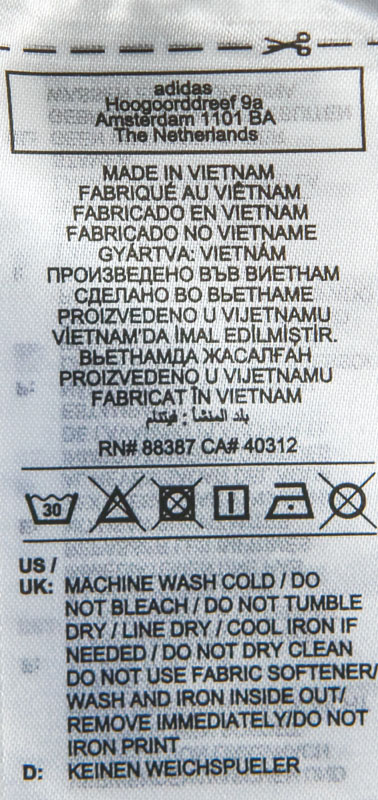 adidas
Hoogoorddreef 9a
Amsterdam 1101 BA
The Netherlands
MADE IN VIETNAM
FABRIQUÉ AU VIÊTNAM
FABRICADO EN VIETNAM
FABRICADO NO VIETNAME
GYÁRTVA: VIETNÁM
ПРОИЗВЕДЕНО ВЪВ ВИЕТНАМ
СДЕЛАНО ВО ВЬЕТНАМЕ
PROIZVEDENO U VIJETNAMU
VİETNAM'DA İMAL EDİLMİŞTİR.
ВЬЕТНАМДА ЖАСАЛҒАН
PROIZVEDENO U VIJETNAMU
FABRICAT ÎN VIETNAM
بلد المنشأ : فيتنام
RN# 88387 CA# 40312
30
US /
UK: MACHINE WASH COLD / DO
NOT BLEACH / DO NOT TUMBLE
DRY / LINE DRY / COOL IRON IF
NEEDED / DO NOT DRY CLEAN
DO NOT USE FABRIC SOFTENER/
WASH AND IRON INSIDE OUT/
REMOVE IMMEDIATELY/DO NOT
IRON PRINT
D: KEINEN WEICHSPUELER